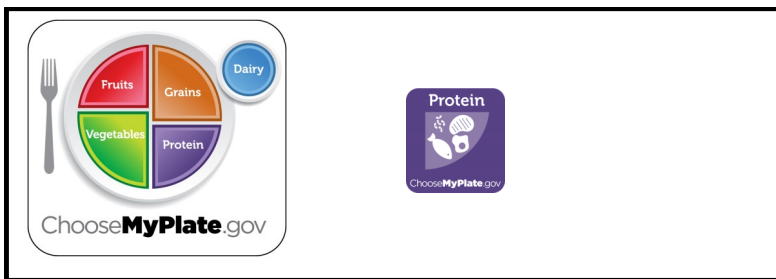 Fruits
Grains
Dairy
Vegetables
Protein
ChooseMyPlate.gov
Protein
ChooseMyPlate.gov